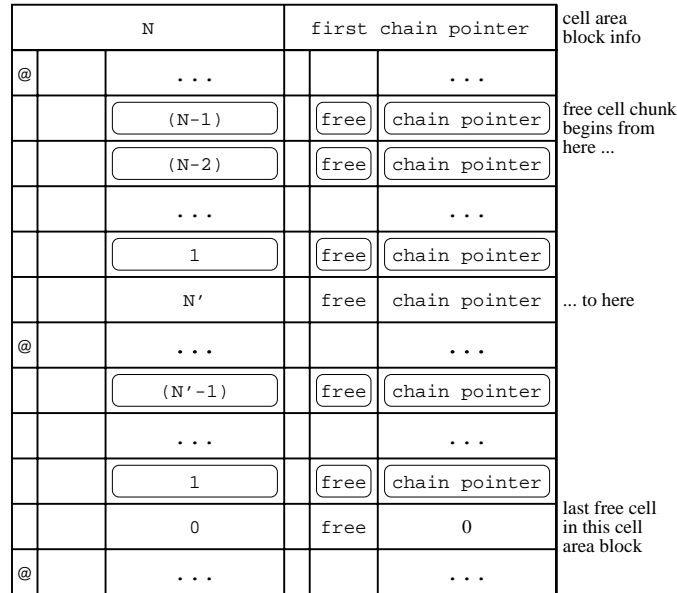 N first chain pointer cell area
block info
@ ... ...
(N-1) free chain pointer free cell chunk
begins from
(N-2) free chain pointer here ...
... ...
1 free chain pointer
N' free chain pointer ... to here
@ ... ...
(N'-1) free chain pointer
... ...
1 free chain pointer
last free cell
0 free 0 in this cell
area block
@ ... ...